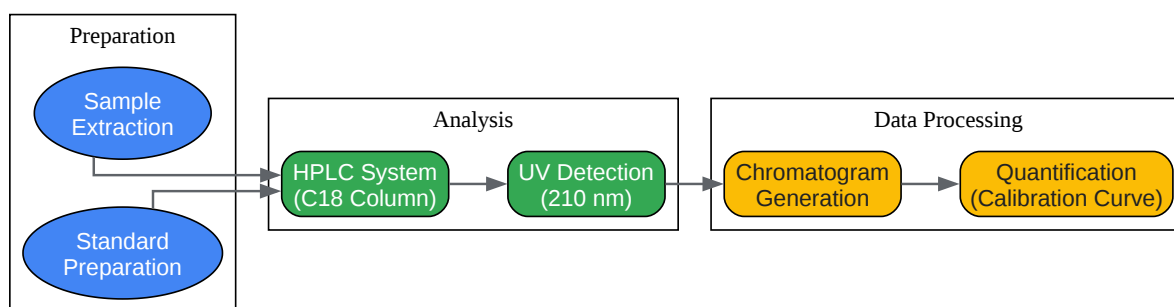 Preparation
Sample
Extraction
Standard
Preparation
Analysis
HPLC System
(C18 Column)
UV Detection
(210 nm)
Data Processing
Chromatogram
Generation
Quantification
(Calibration Curve)